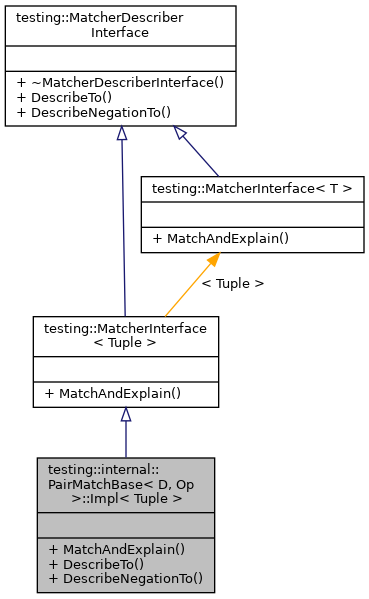 testing::MatcherDescriber
Interface
+ ~MatcherDescriberInterface()
+ DescribeTo()
+ DescribeNegationTo()
testing::MatcherInterface< T >
+ MatchAndExplain()
< Tuple >
testing::MatcherInterface
< Tuple >
+ MatchAndExplain()
testing::internal::
PairMatchBase< D, Op
>::Impl< Tuple >
+ MatchAndExplain()
+ DescribeTo()
+ DescribeNegationTo()